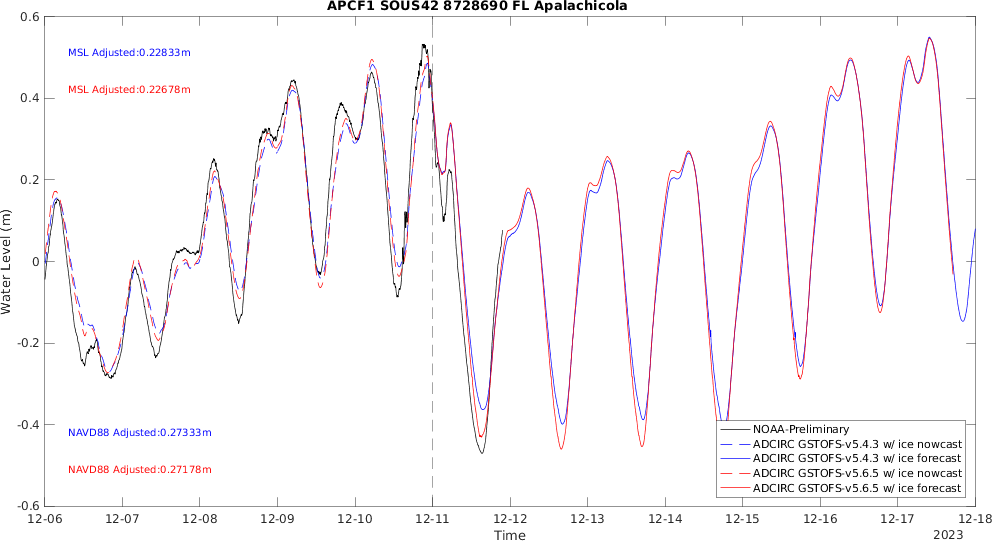 APCF1 SOUS42 8728690 FL Apalachicola
0.6
0.4
0.2
0
-0.2
-0.4
-0.6
Water Level (m)
MSL Adjusted:0.22833m
MSL Adjusted:0.22678m
NAVD88 Adjusted:0.27333m
NAVD88 Adjusted:0.27178m
NOAA-Preliminary
ADCIRC GSTOFS-v5.4.3 w/ ice nowcast
ADCIRC GSTOFS-v5.4.3 w/ ice forecast
ADCIRC GSTOFS-v5.6.5 w/ ice nowcast
ADCIRC GSTOFS-v5.6.5 w/ ice forecast
12-06 12-07 12-08 12-09 12-10 12-11 12-12 12-13 12-14 12-15 12-16 12-17 12-18
Time
2023